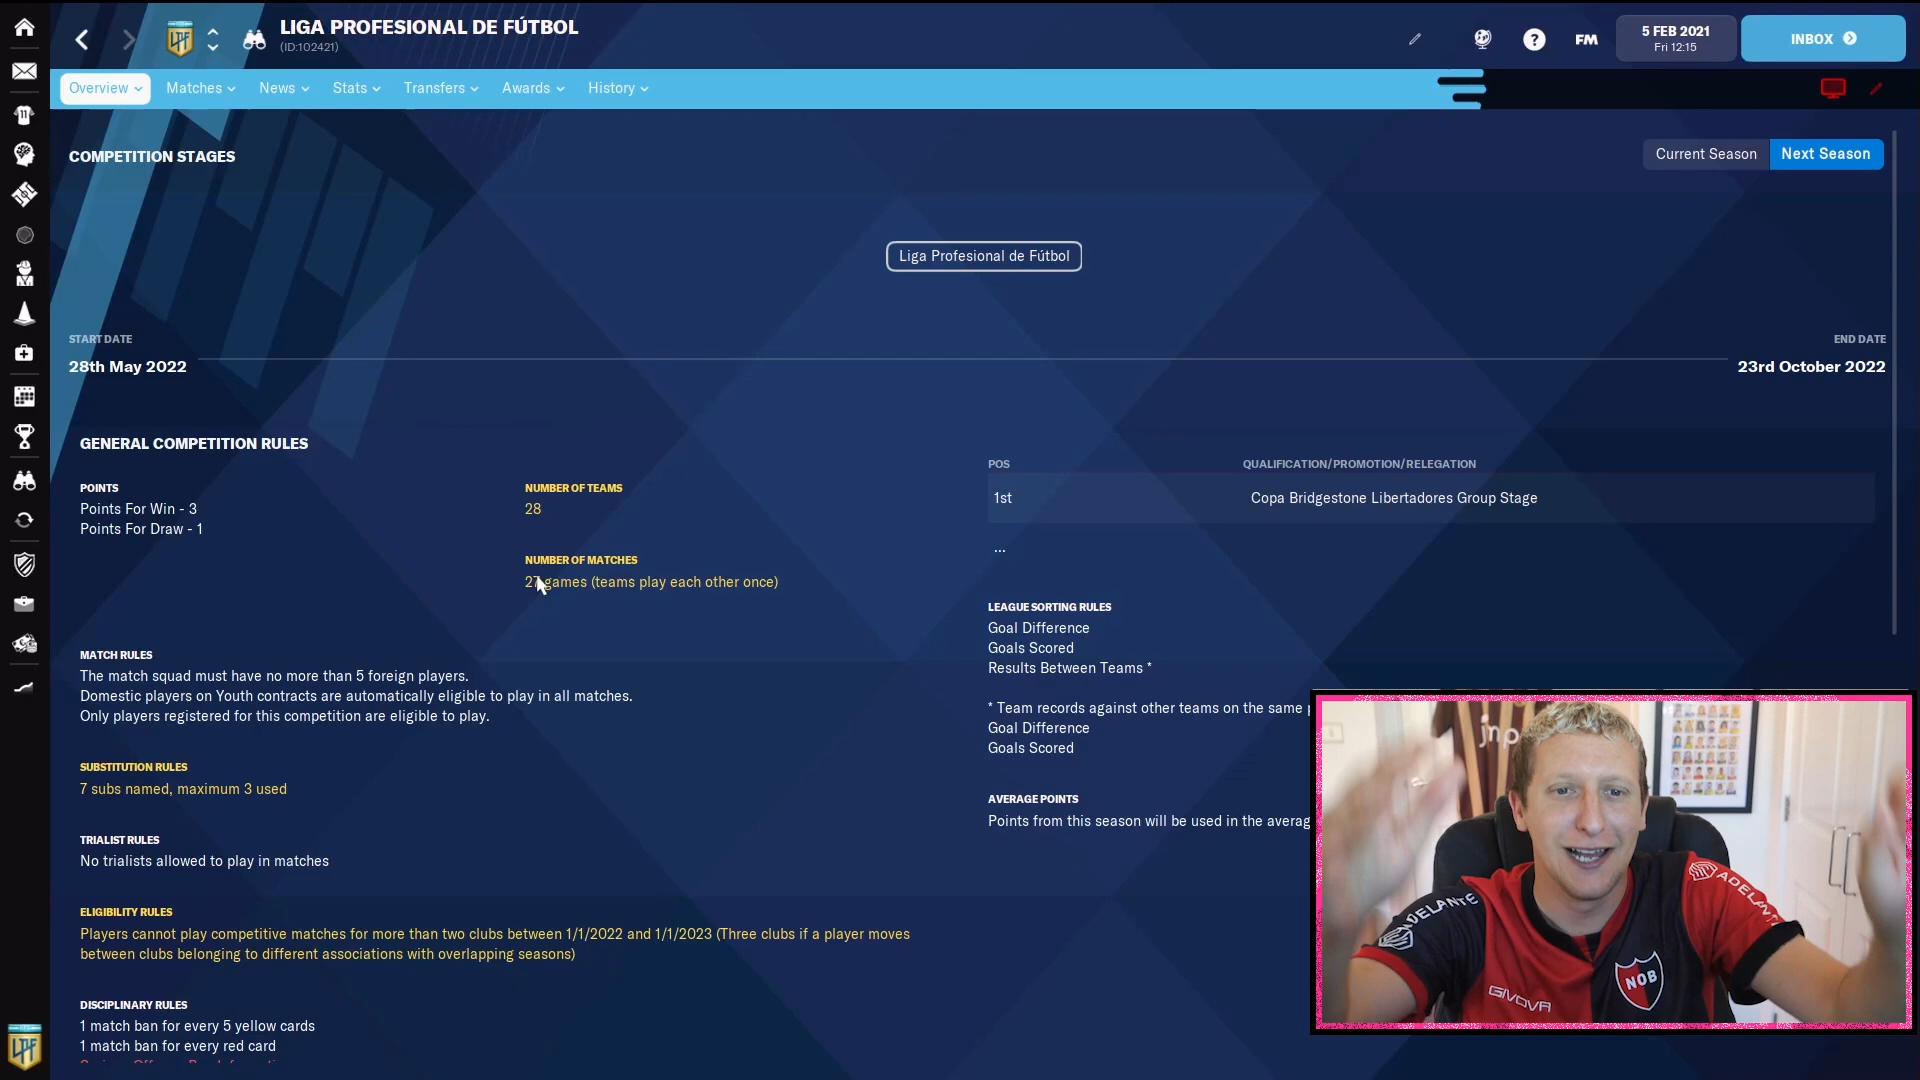 LIGA PROFESIONAL DE FÚTBOL
(ID:102421)
FM
5 FEB 2021
Fri 12:15
INBOX
Overview
Matches
News
Stats
Transfers
Awards
History
COMPETITION STAGES
Current Season
Next Season
Liga Profesional de Fútbol
START DATE
28th May 2022
END DATE
23rd October 2022
GENERAL COMPETITION RULES
POINTS
Points For Win - 3
Points For Draw - 1
NUMBER OF TEAMS
28
NUMBER OF MATCHES
27 games (teams play each other once)
POS
QUALIFICATION/PROMOTION/RELEGATION
1st
Copa Bridgestone Libertadores Group Stage
...
LEAGUE SORTING RULES
Goal Difference
Goals Scored
Results Between Teams *
* Team records against other teams on the same
Goal Difference
Goals Scored
AVERAGE POINTS
Points from this season will be used in the
MATCH RULES
The match squad must have no more than 5 foreign players.
Domestic players on Youth contracts are automatically eligible to play in all matches.
Only players registered for this competition are eligible to play.
SUBSTITUTION RULES
7 subs named, maximum 3 used
TRIALIST RULES
No trialists allowed to play in matches
ELIGIBILITY RULES
Players cannot play competitive matches for more than two clubs between 1/1/2022 and 1/1/2023 (Three clubs if a player moves
between clubs belonging to different associations with overlapping seasons)
DISCIPLINARY RULES
1 match ban for every 5 yellow cards
1 match ban for every red card
LPF
LPF
11
jnp
ADELANTE
ADELANT
GIVOVA
NOB